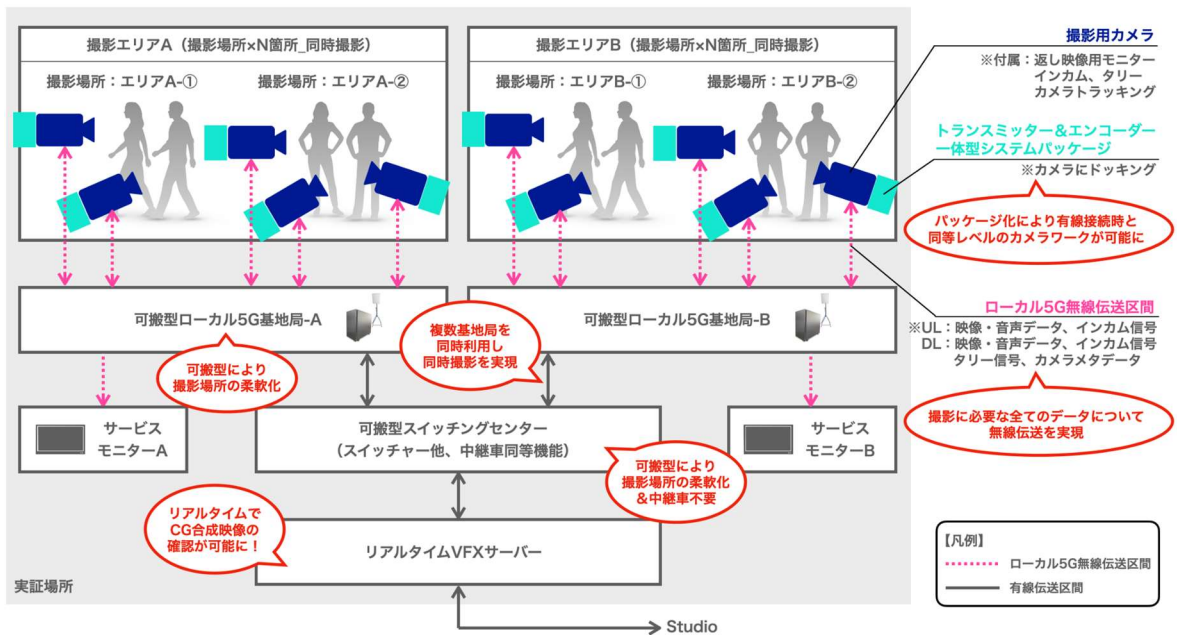 撮影エリアA（撮影場所×N箇所_同時撮影）
撮影場所：エリアA-①
撮影場所：エリアA-②
撮影エリアB（撮影場所×N箇所_同時撮影）
撮影場所：エリアB-①
撮影場所：エリアB-②
撮影用カメラ
※付属：返し映像用モニター
インカム、タリー
カメラトラッキング
トランスミッター＆エンコーダー
一体型システムパッケージ
※カメラにドッキング
パッケージ化により有線接続時と
同等レベルのカメラワークが可能に
可搬型ローカル5G基地局-A
可搬型ローカル5G基地局-B
複数基地局を
同時利用し
同時撮影を実現
可搬型により
撮影場所の柔軟化
ローカル5G無線伝送区間
※UL：映像・音声データ、インカム信号
DL：映像・音声データ、インカム信号
タリー信号、カメラメタデータ
撮影に必要な全てのデータについて
無線伝送を実現
サービス
モニターA
可搬型スイッチングセンター
（スイッチャー他、中継車同等機能）
サービス
モニターB
可搬型により
撮影場所の柔軟化
＆中継車不要
リアルタイムで
CG合成映像の
確認が可能に！
リアルタイムVFXサーバー
実証場所
【凡例】
ローカル5G無線伝送区間
有線伝送区間
Studio